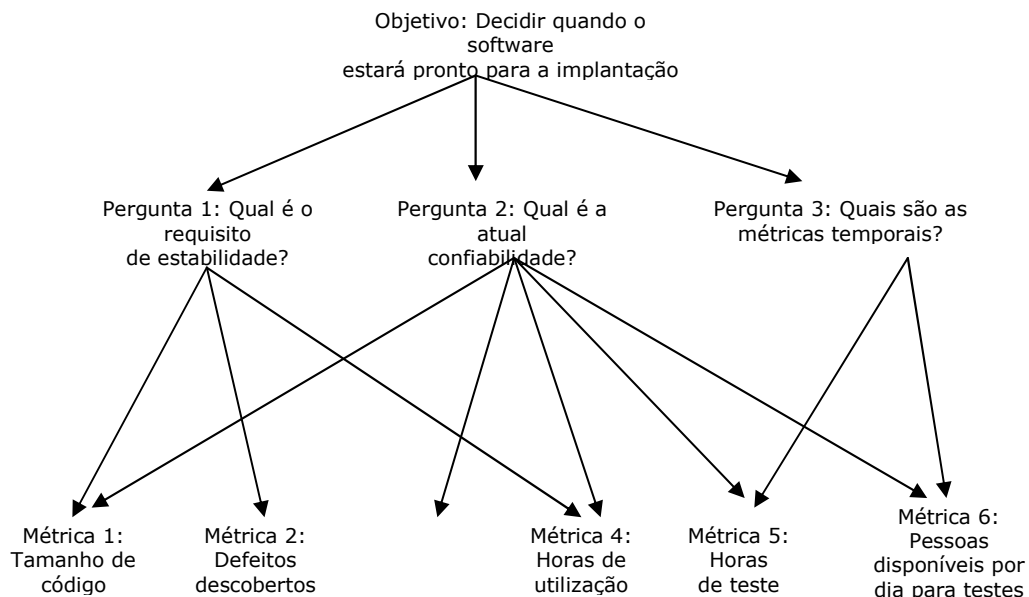 Objetivo: Decidir quando o
software
estará pronto para a implantação
Pergunta 1: Qual é o
requisito
de estabilidade?
Pergunta 2: Qual é a
atual
confiabilidade?
Pergunta 3: Quais são as
métricas temporais?
Métrica 1:
Tamanho de
código
Métrica 2:
Defeitos
descobertos
Métrica 4:
Horas de
utilização
Métrica 5:
Horas
de teste
Métrica 6:
Pessoas
disponíveis por
dia para testes